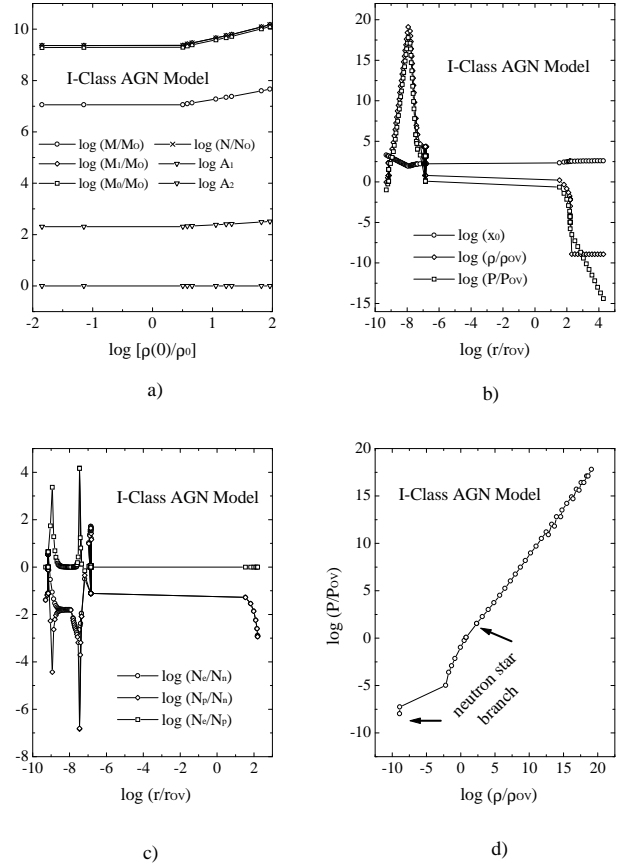 10
8
6
4
2
0
I-Class AGN Model
log (M/MO) log (N/NO)
log (M1/MO) log A1
log (M0/MO) log A2
-2 -1 0 1 2
log [ρ(0)/ρ0]
a)
20
15
10
5
0
-5
-10
-15
I-Class AGN Model
log (x0)
log (ρ/ρOV)
log (P/POV)
-10 -8 -6 -4 -2 0 2 4
log (r/rOV)
b)
4
2
0
-2
-4
-6
-8
I-Class AGN Model
log (Ne/Nn)
log (Np/Nn)
log (Ne/Np)
-10 -8 -6 -4 -2 0 2
log (r/rOV)
c)
log (P/POV)
20
15
10
5
0
-5
-10
I-Class AGN Model
neutron star
branch
-10 -5 0 5 10 15 20
log (ρ/ρOV)
d)